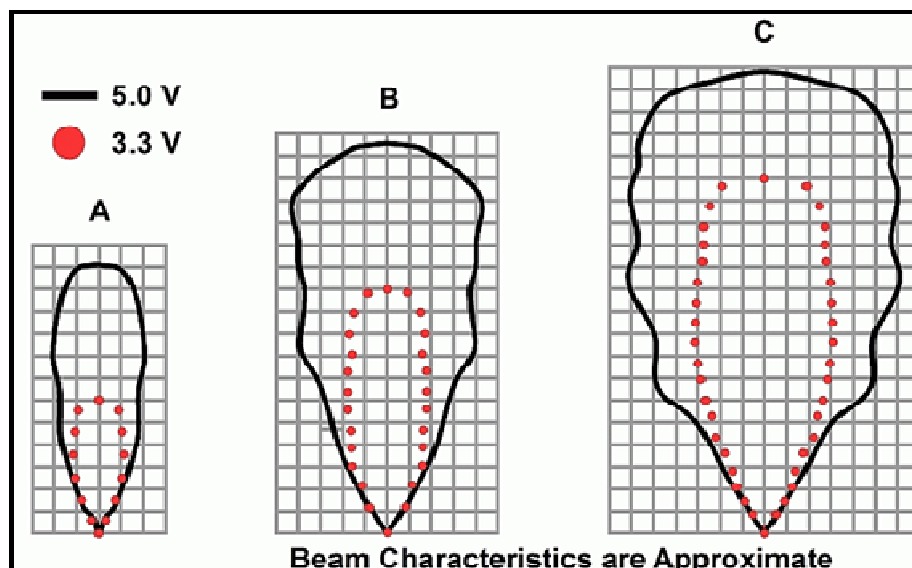 C
5.0 V
B
3.3 V
A
Beam Characteristics are Approximate